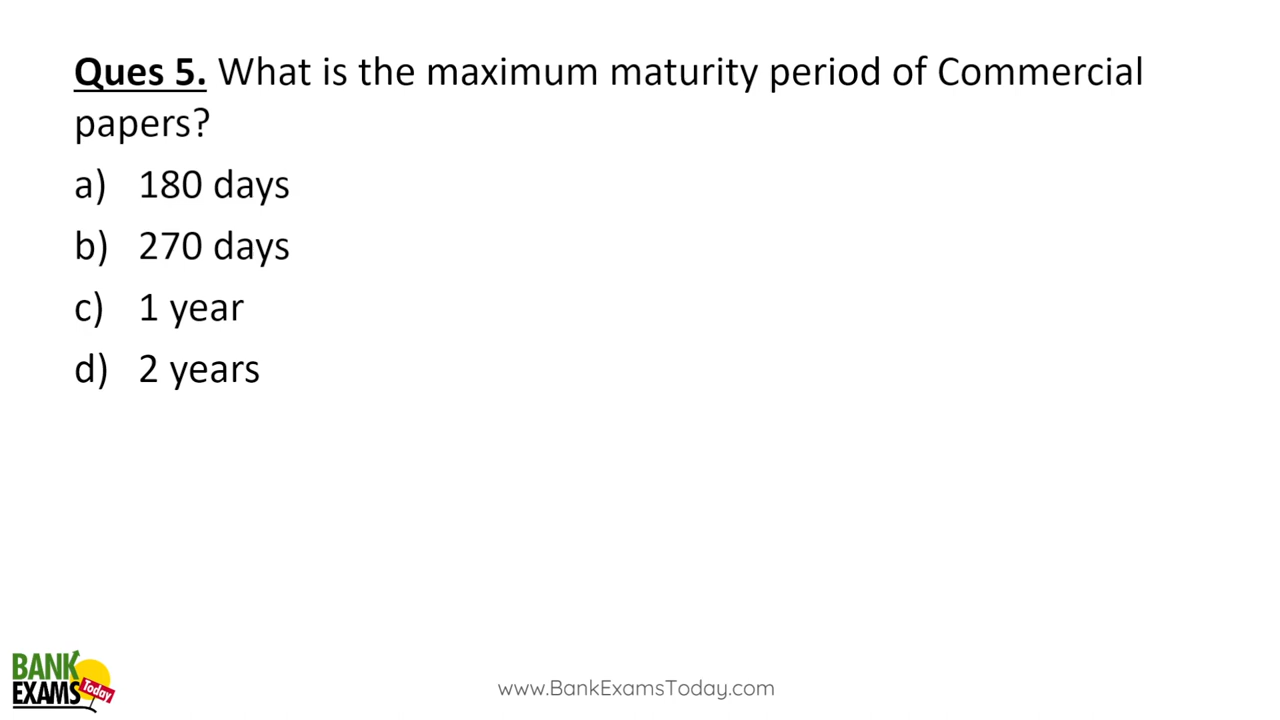 Ques 5. What is the maximum maturity period of Commercial
papers?
a) 180 days
b) 270 days
c) 1 year
d) 2 years
BANK
EXAMS Today
www.BankExamsToday.com